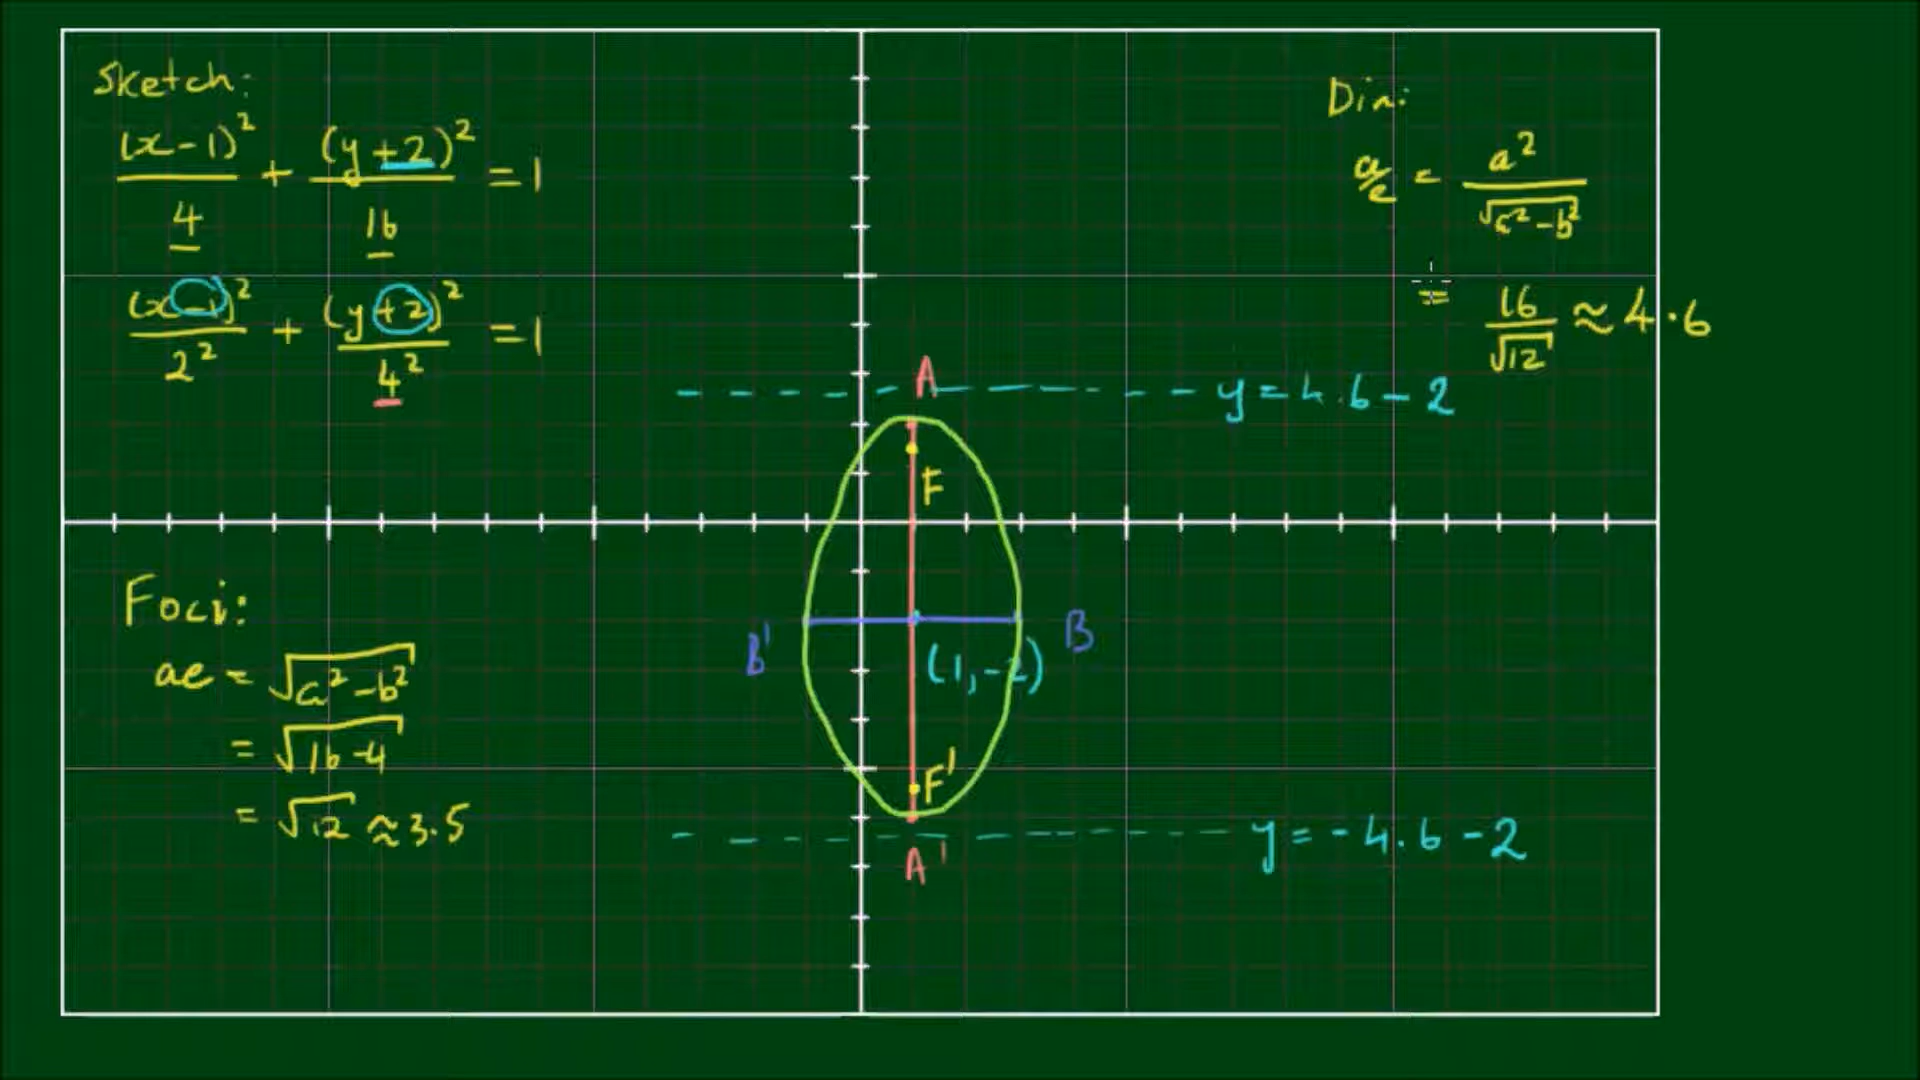 Sketch:
(x-1)²/4 + (y+2)²/16 = 1
(x-1)²/2² + (y+2)²/4² = 1
Dir:
a/e = a²/√(a²-b²)
= 16/√12 ≈ 4.6
A
y = 4.6 - 2
F
B'
B
(1,-2)
F'
A'
y = -4.6 - 2
Foci:
ae = √(a²-b²)
= √(16-4)
= √12 ≈ 3.5